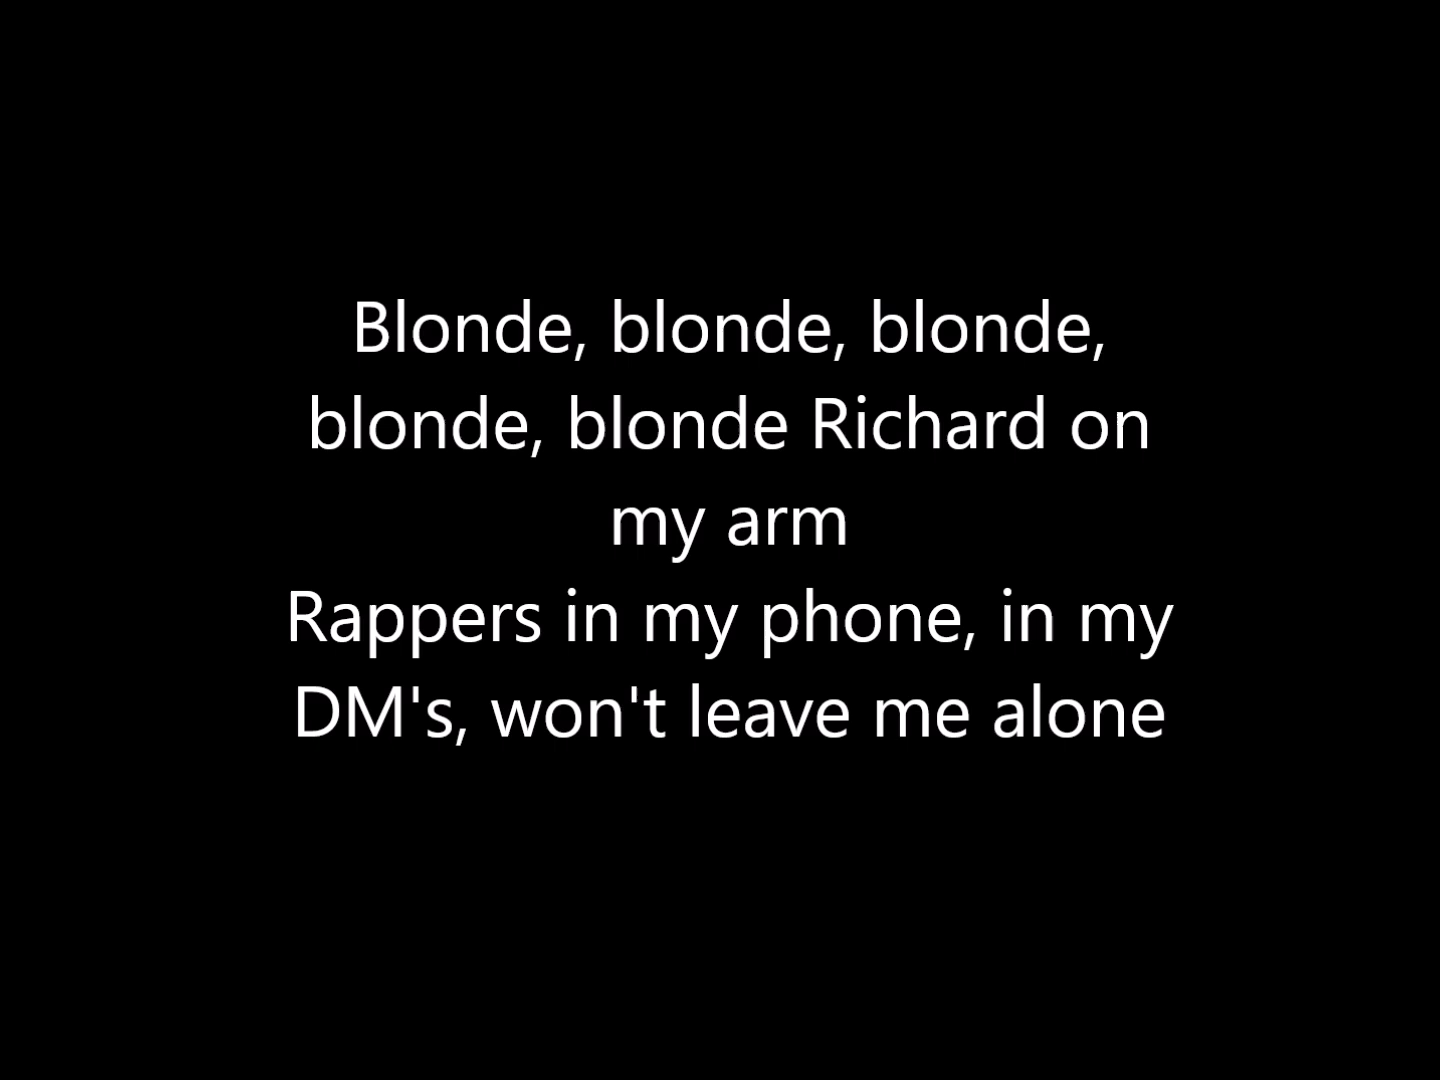 Blonde, blonde, blonde,
blonde, blonde Richard on
my arm
Rappers in my phone, in my
DM's, won't leave me alone